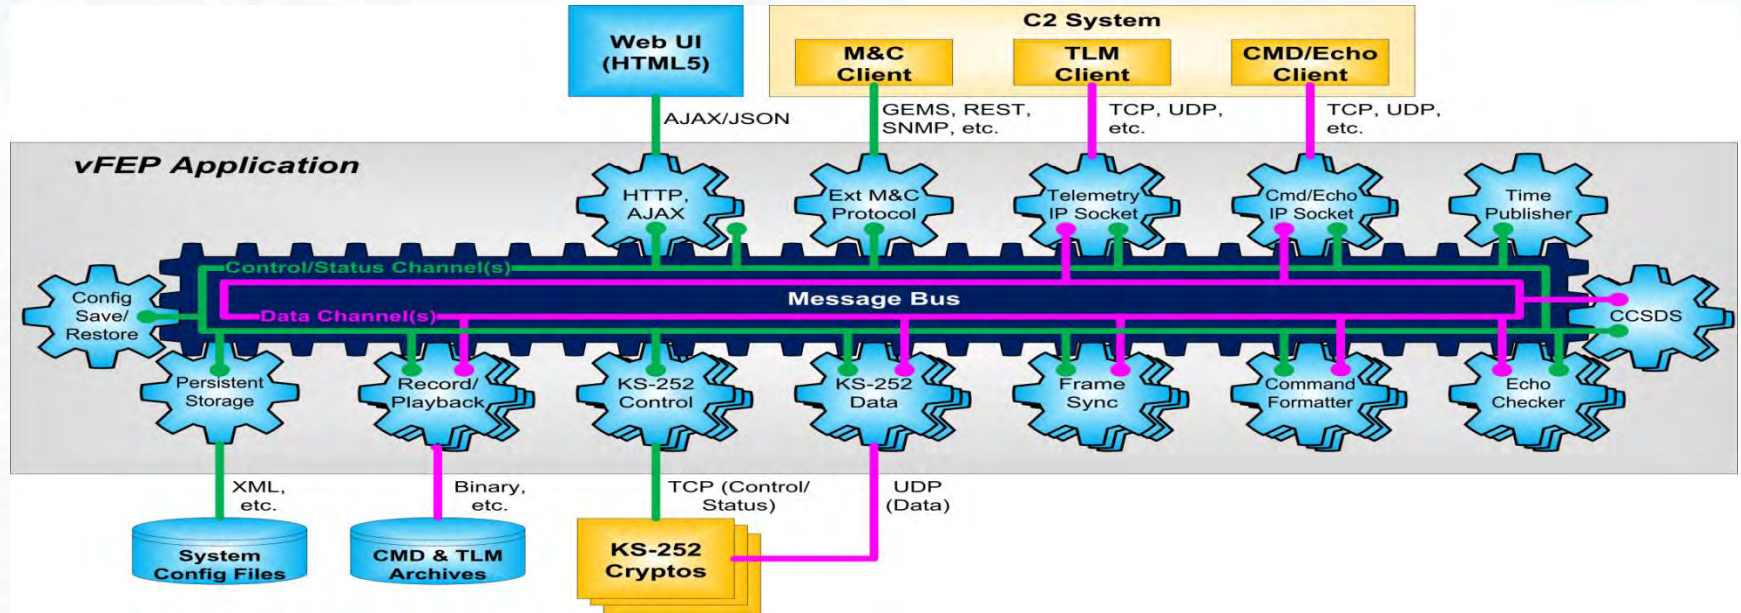 C2 System
Web UI
(HTML5)
M&C
Client
TLM
Client
CMD/Echo
Client
AJAX/JSON
GEMS, REST,
SNMP, etc.
TCP, UDP,
etc.
TCP, UDP,
etc.
vFEP Application
HTTP,
AJAX
Ext M&C
Protocol
Telemetry
IP Socket
Cmd/Echo
IP Socket
Time
Publisher
Control/Status Channel(s)
Message Bus
Data Channel(s)
Config
Save/
Restore
CCSDS
Persistent
Storage
Record/
Playback
KS-252
Control
KS-252
Data
Frame
Sync
Command
Formatter
Echo
Checker
XML,
etc.
Binary,
etc.
TCP (Control/
Status)
UDP
(Data)
System
Config Files
CMD & TLM
Archives
KS-252
Cryptos